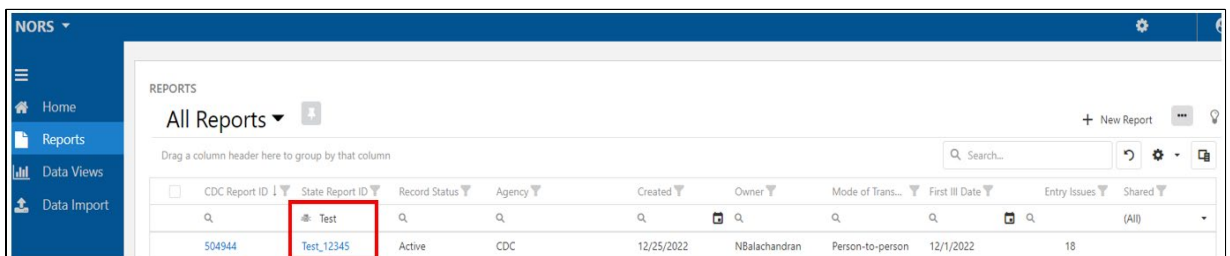 NORS
Home
Reports
Data Views
Data Import
REPORTS
All Reports
+ New Report
Drag a column header here to group by that column
Search...
CDC Report ID State Report ID Record Status Agency Created Owner Mode of Trans... First Ill Date Entry Issues Shared
Test (All)
504944 Test_12345 Active CDC 12/25/2022 NBalachandran Person-to-person 12/1/2022 18